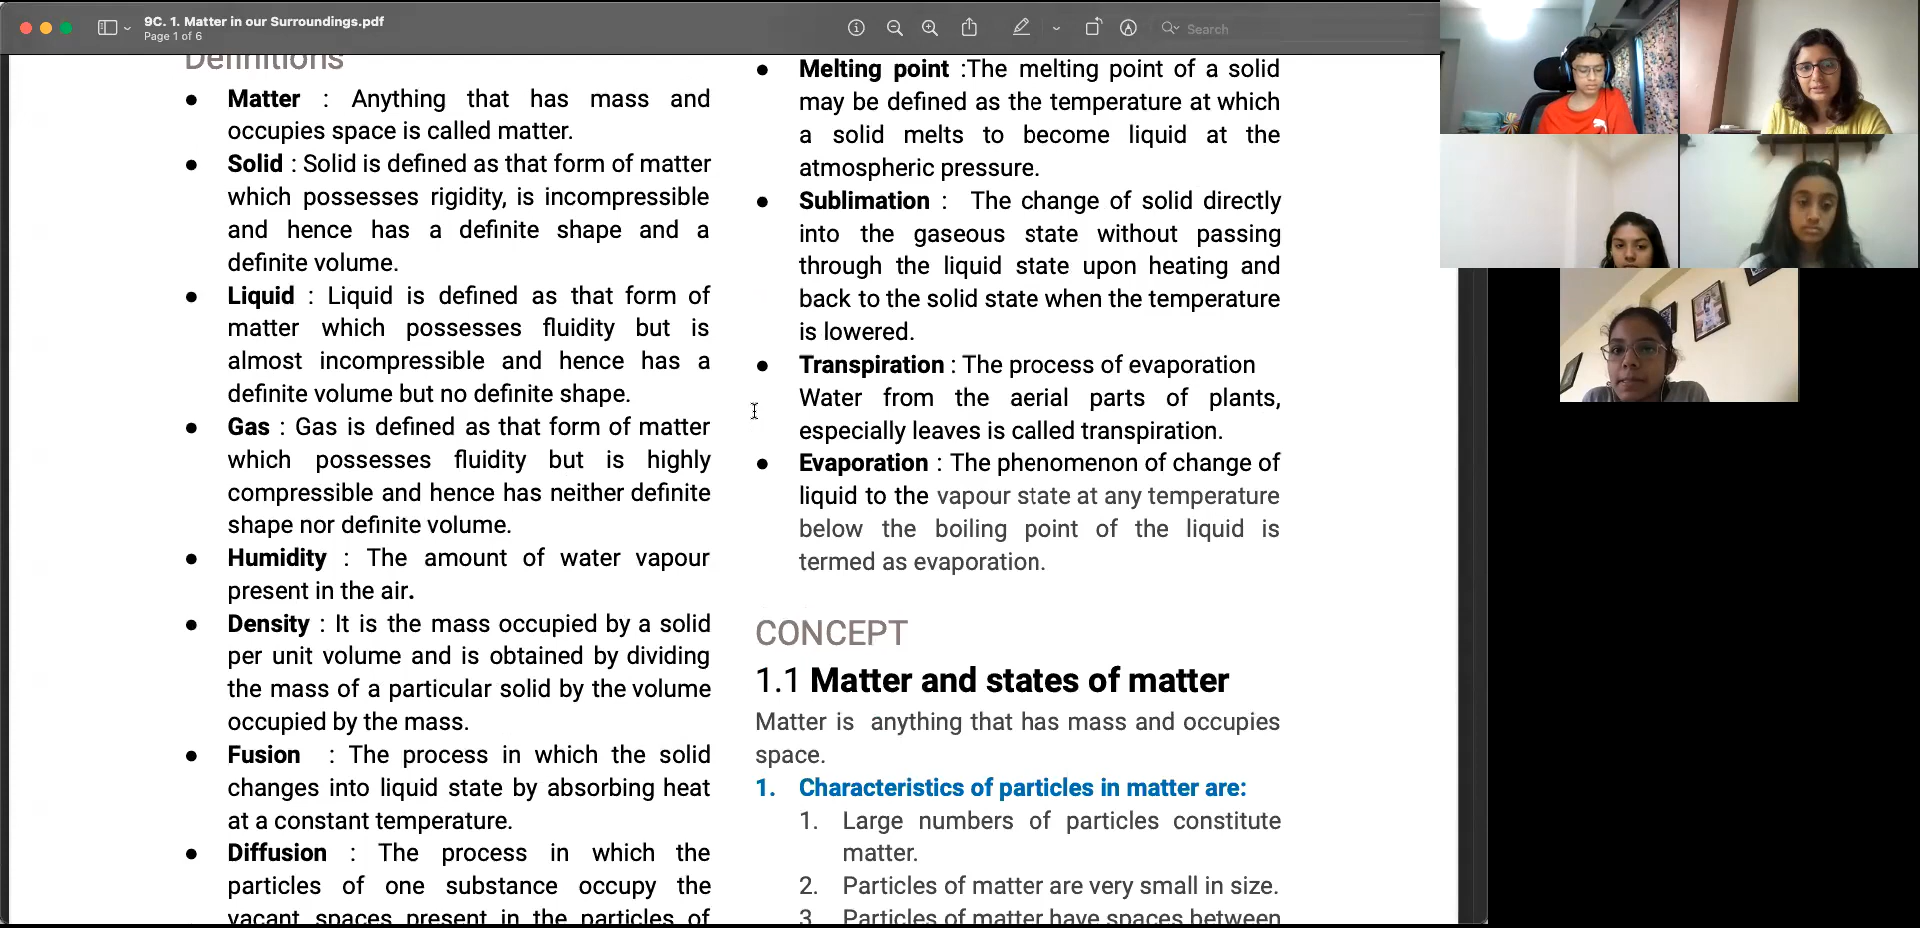 9C. 1. Matter in our Surroundings.pdf
Page 1 of 6
Search
Definitions
● Matter : Anything that has mass and
occupies space is called matter.
● Solid : Solid is defined as that form of matter
which possesses rigidity, is incompressible
and hence has a definite shape and a
definite volume.
● Liquid : Liquid is defined as that form of
matter which possesses fluidity but is
almost incompressible and hence has a
definite volume but no definite shape.
● Gas : Gas is defined as that form of matter
which possesses fluidity but is highly
compressible and hence has neither definite
shape nor definite volume.
● Humidity : The amount of water vapour
present in the air.
● Density : It is the mass occupied by a solid
per unit volume and is obtained by dividing
the mass of a particular solid by the volume
occupied by the mass.
● Fusion : The process in which the solid
changes into liquid state by absorbing heat
at a constant temperature.
● Diffusion : The process in which the
particles of one substance occupy the
vacant spaces present in the particles of
● Melting point :The melting point of a solid
may be defined as the temperature at which
a solid melts to become liquid at the
atmospheric pressure.
● Sublimation : The change of solid directly
into the gaseous state without passing
through the liquid state upon heating and
back to the solid state when the temperature
is lowered.
● Transpiration : The process of evaporation
Water from the aerial parts of plants,
especially leaves is called transpiration.
● Evaporation : The phenomenon of change of
liquid to the vapour state at any temperature
below the boiling point of the liquid is
termed as evaporation.
CONCEPT
1.1 Matter and states of matter
Matter is anything that has mass and occupies
space.
1. Characteristics of particles in matter are:
1. Large numbers of particles constitute
matter.
2. Particles of matter are very small in size.
3. Particles of matter have spaces between